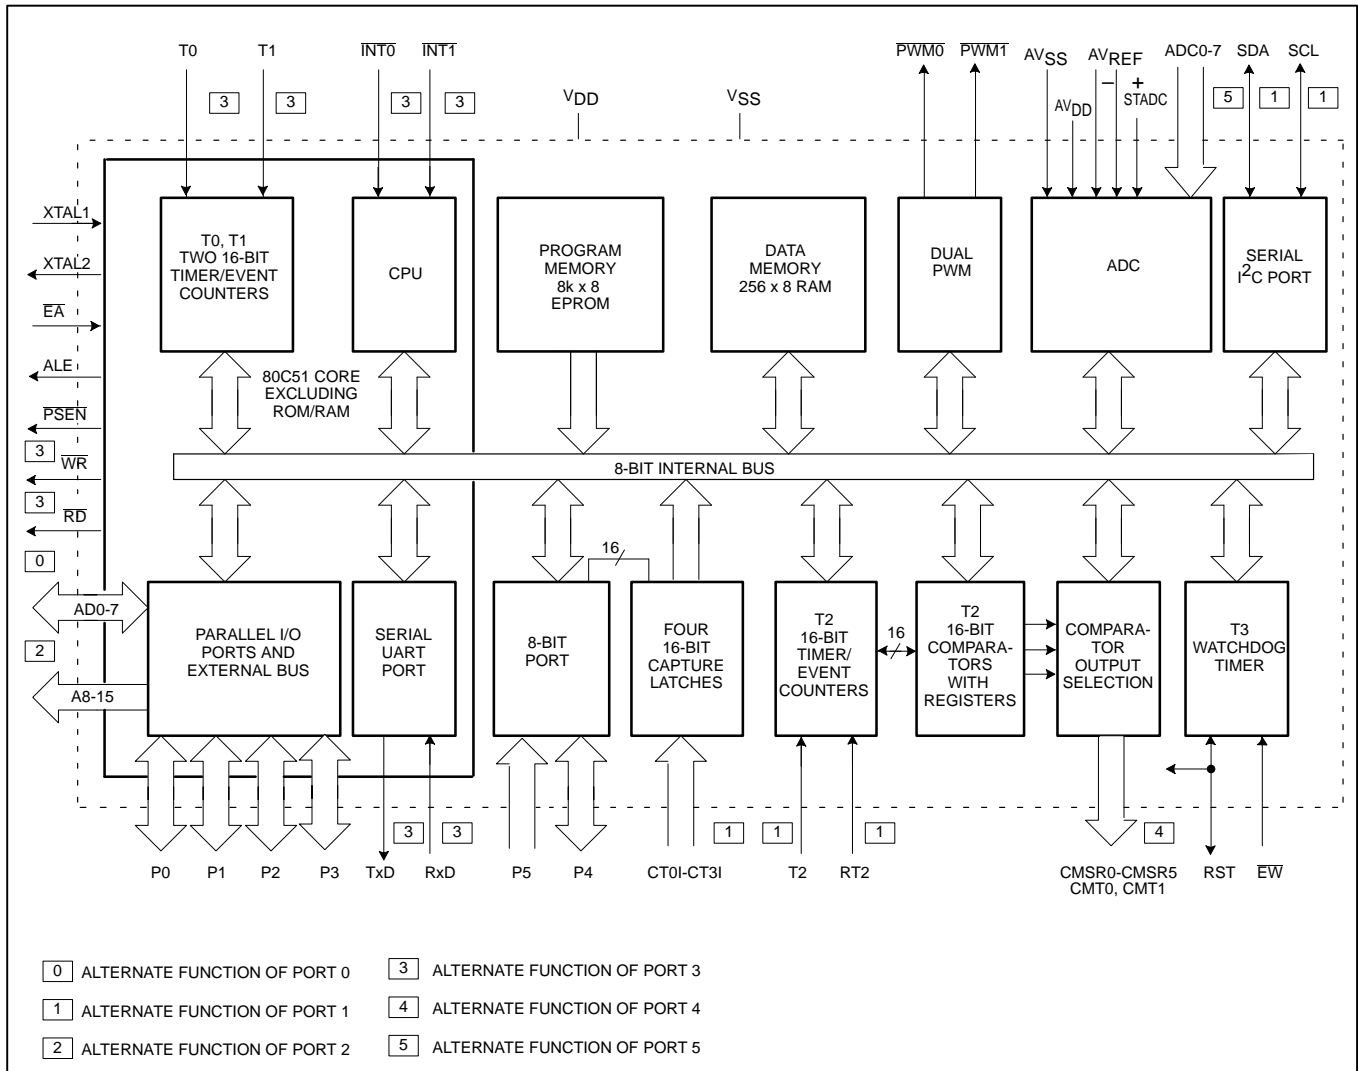 T0 T1 INT0 INT1 PWM0 PWM1 AVSS AVREF ADC0-7 SDA SCL
− +
STADC
3 3 3 3 VDD VSS AVDD 5 1 1
XTAL1
XTAL2
EA
ALE
PSEN
3
WR
3
RD
0
AD0-7
2
A8-15
T0, T1
TWO 16-BIT
TIMER/EVENT
COUNTERS
CPU
PROGRAM
MEMORY
8k x 8
EPROM
DATA
MEMORY
256 x 8 RAM
DUAL
PWM
ADC
SERIAL
I2C PORT
80C51 CORE
EXCLUDING
ROM/RAM
8-BIT INTERNAL BUS
PARALLEL I/O
PORTS AND
EXTERNAL BUS
SERIAL
UART
PORT
8-BIT
PORT
16
FOUR
16-BIT
CAPTURE
LATCHES
T2
16-BIT
TIMER/
EVENT
COUNTERS
16
T2
16-BIT
COMPARA-
TORS
WITH
REGISTERS
COMPARA-
TOR
OUTPUT
SELECTION
T3
WATCHDOG
TIMER
3 3 1 1 1 4
P0 P1 P2 P3 TxD RxD P5 P4 CT0I-CT3I T2 RT2 CMSR0-CMSR5 RST EW
CMT0, CMT1
0 ALTERNATE FUNCTION OF PORT 0
1 ALTERNATE FUNCTION OF PORT 1
2 ALTERNATE FUNCTION OF PORT 2
3 ALTERNATE FUNCTION OF PORT 3
4 ALTERNATE FUNCTION OF PORT 4
5 ALTERNATE FUNCTION OF PORT 5